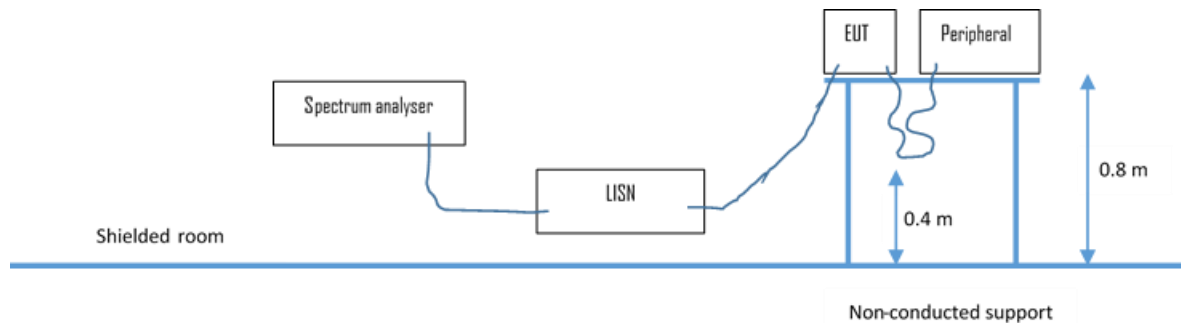 EUT
Peripheral
Spectrum analyser
LISN
0.8 m
0.4 m
Shielded room
Non-conducted support